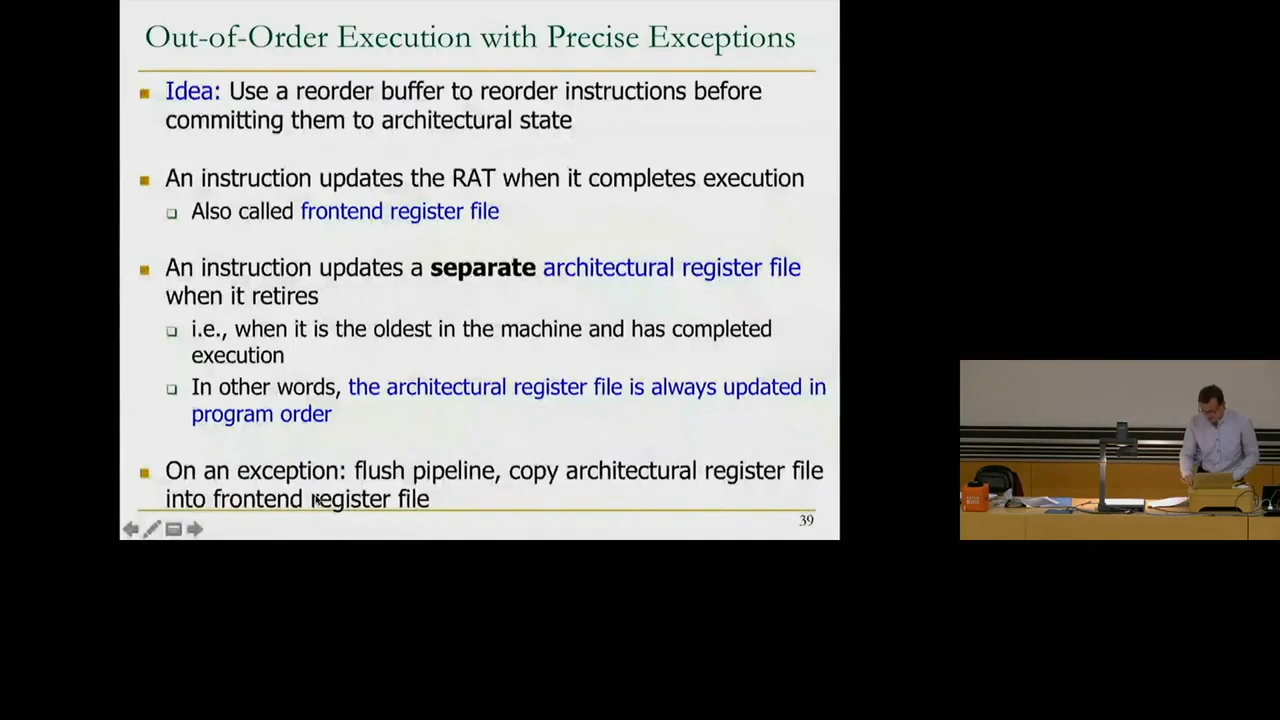 Out-of-Order Execution with Precise Exceptions
Idea: Use a reorder buffer to reorder instructions before
committing them to architectural state
An instruction updates the RAT when it completes execution
Also called frontend register file
An instruction updates a separate architectural register file
when it retires
i.e., when it is the oldest in the machine and has completed
execution
In other words, the architectural register file is always updated in
program order
On an exception: flush pipeline, copy architectural register file
into frontend register file
39